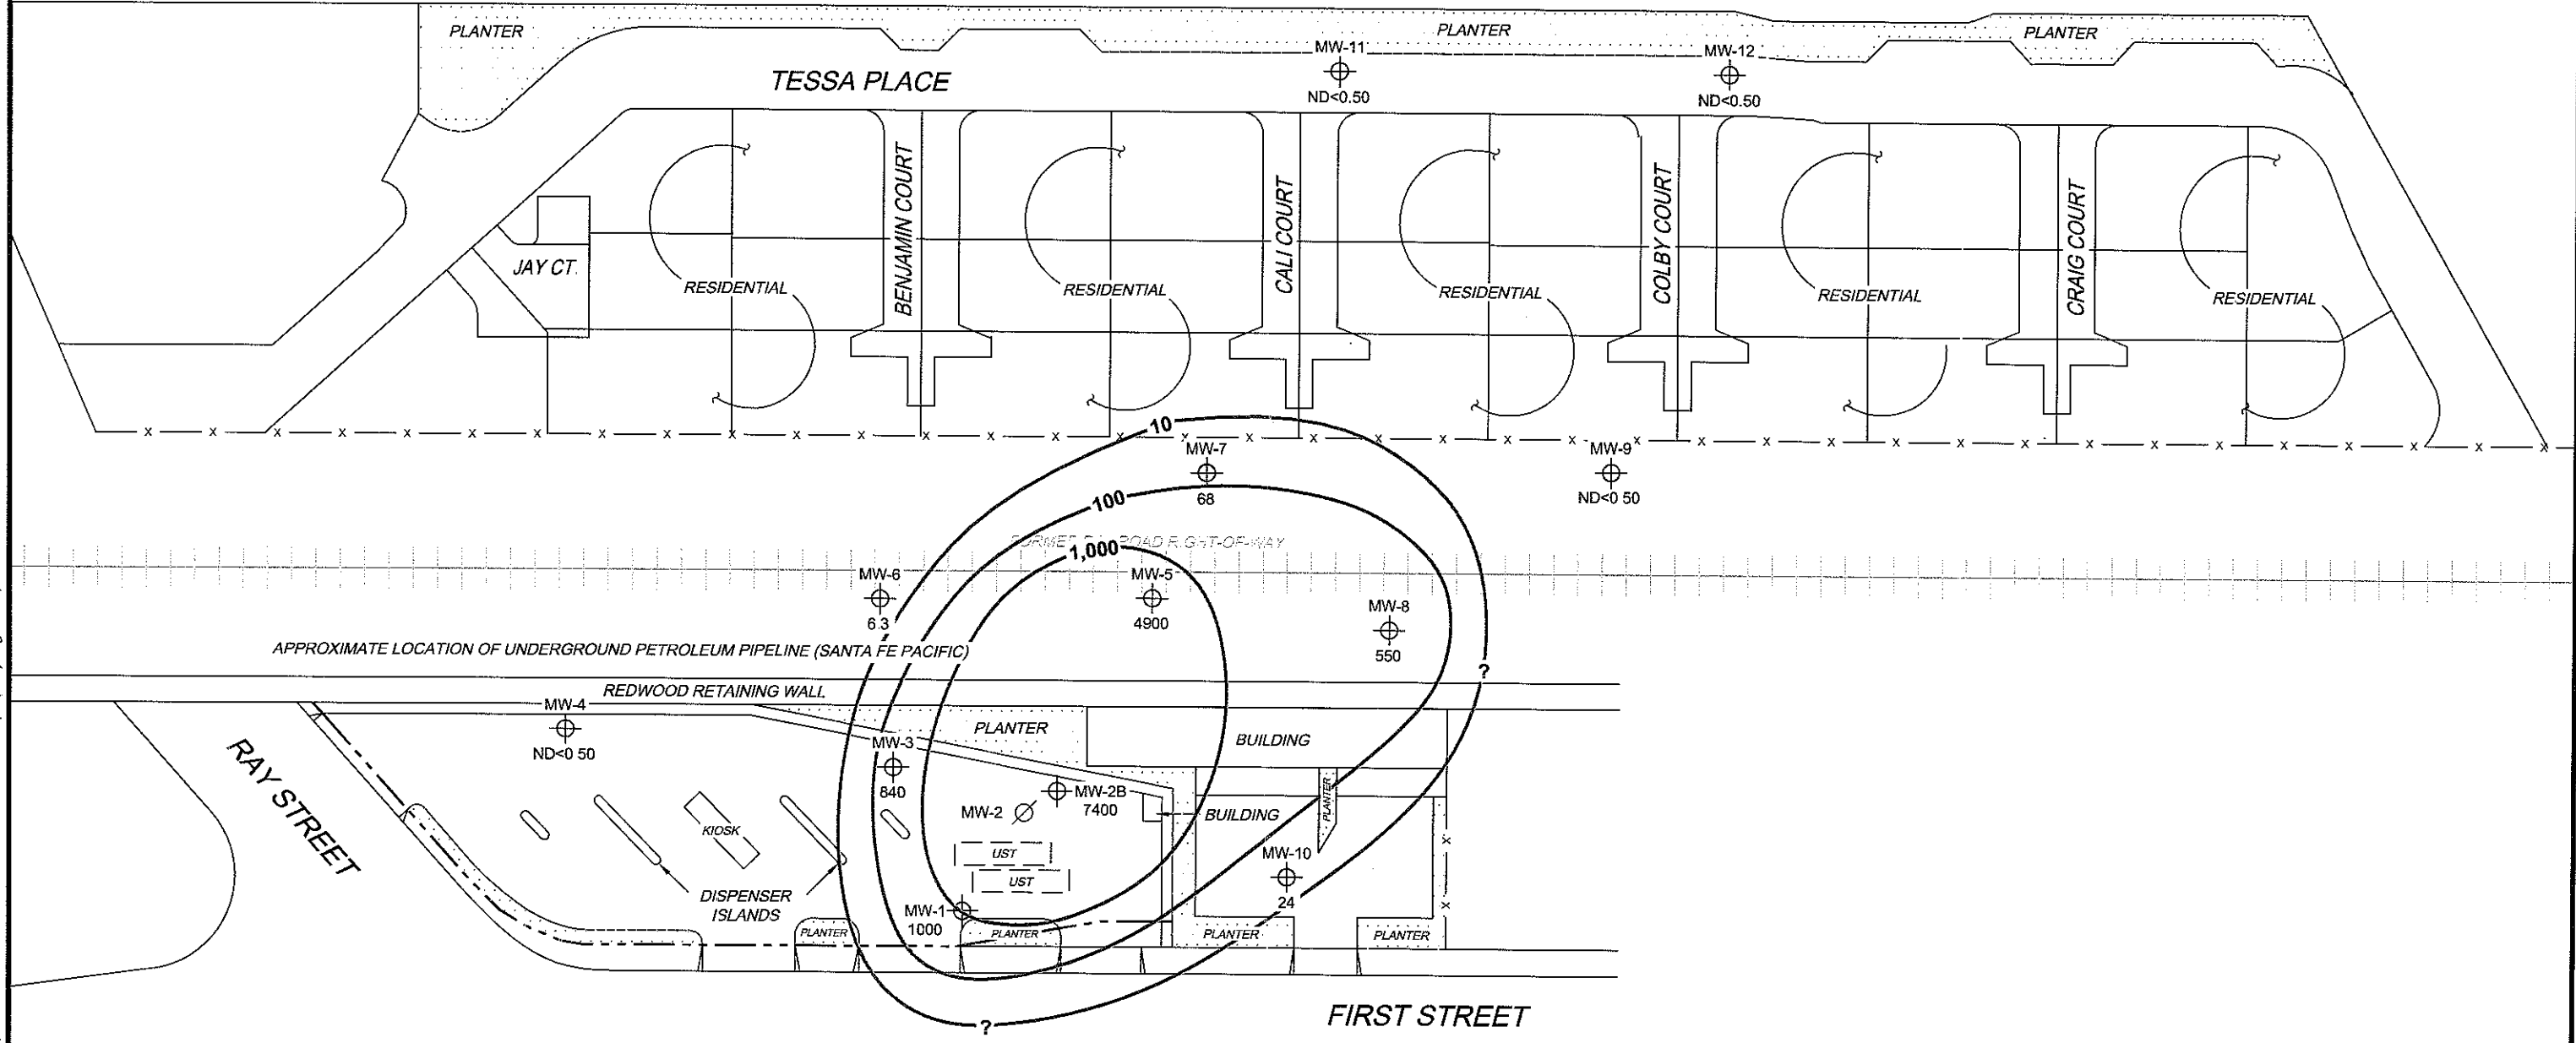 PLANTER
PLANTER
PLANTER
MW-11
ND<0.50
MW-12
ND<0.50
TESSA PLACE
BENJAMIN COURT
CALI COURT
COLBY COURT
CRAIG COURT
JAY CT.
RESIDENTIAL
RESIDENTIAL
RESIDENTIAL
RESIDENTIAL
RESIDENTIAL
10
MW-7
68
MW-9
ND<0 50
100
FORMER RAILROAD RIGHT-OF-WAY
1,000
MW-6
6.3
MW-5
4900
MW-8
550
APPROXIMATE LOCATION OF UNDERGROUND PETROLEUM PIPELINE (SANTA FE PACIFIC)
?
REDWOOD RETAINING WALL
MW-4
ND<0 50
PLANTER
BUILDING
MW-3
840
MW-2B
7400
MW-2
BUILDING
PLANTER
RAY STREET
KIOSK
UST
UST
MW-10
24
DISPENSER
ISLANDS
MW-1
1000
PLANTER
PLANTER
PLANTER
PLANTER
?
FIRST STREET